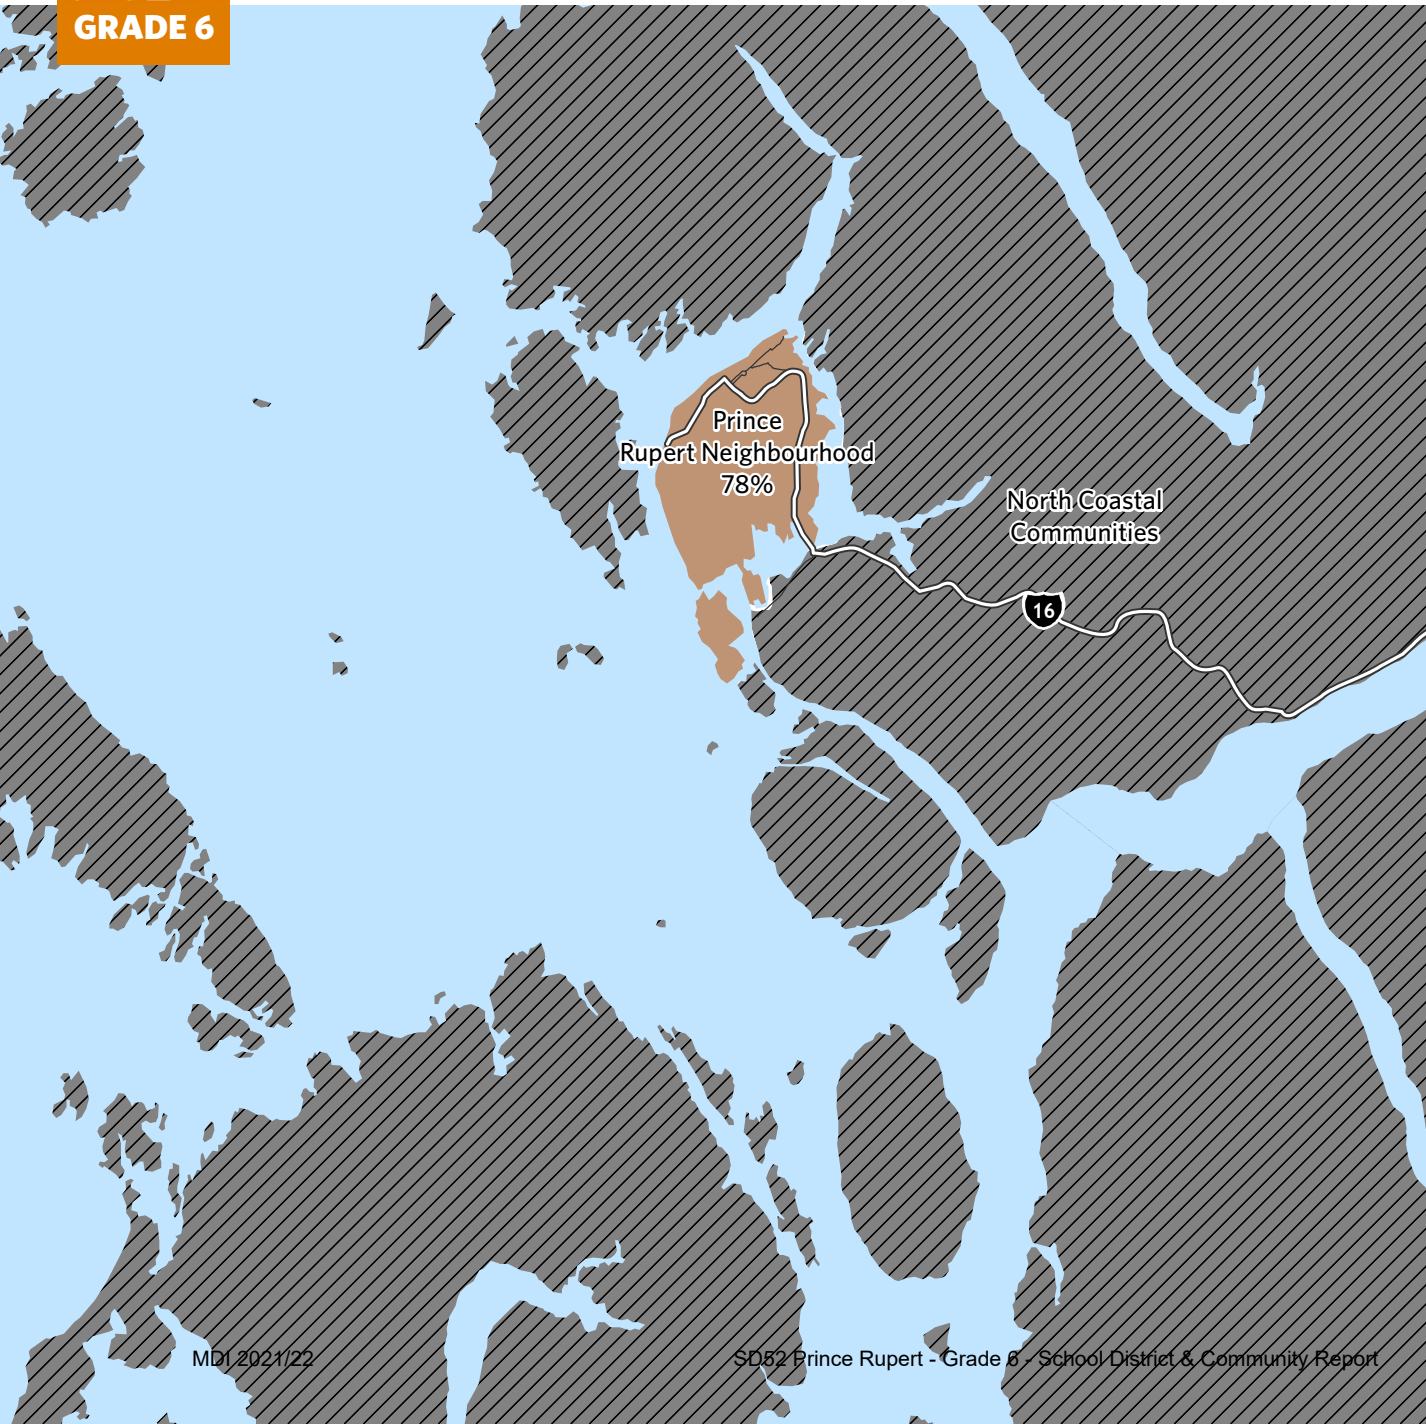 GRADE 6
Prince
Rupert Neighbourhood
78%
North Coastal
Communities
16
MDI 2021/22
SD52 Prince Rupert - Grade 6 - School District & Community Report